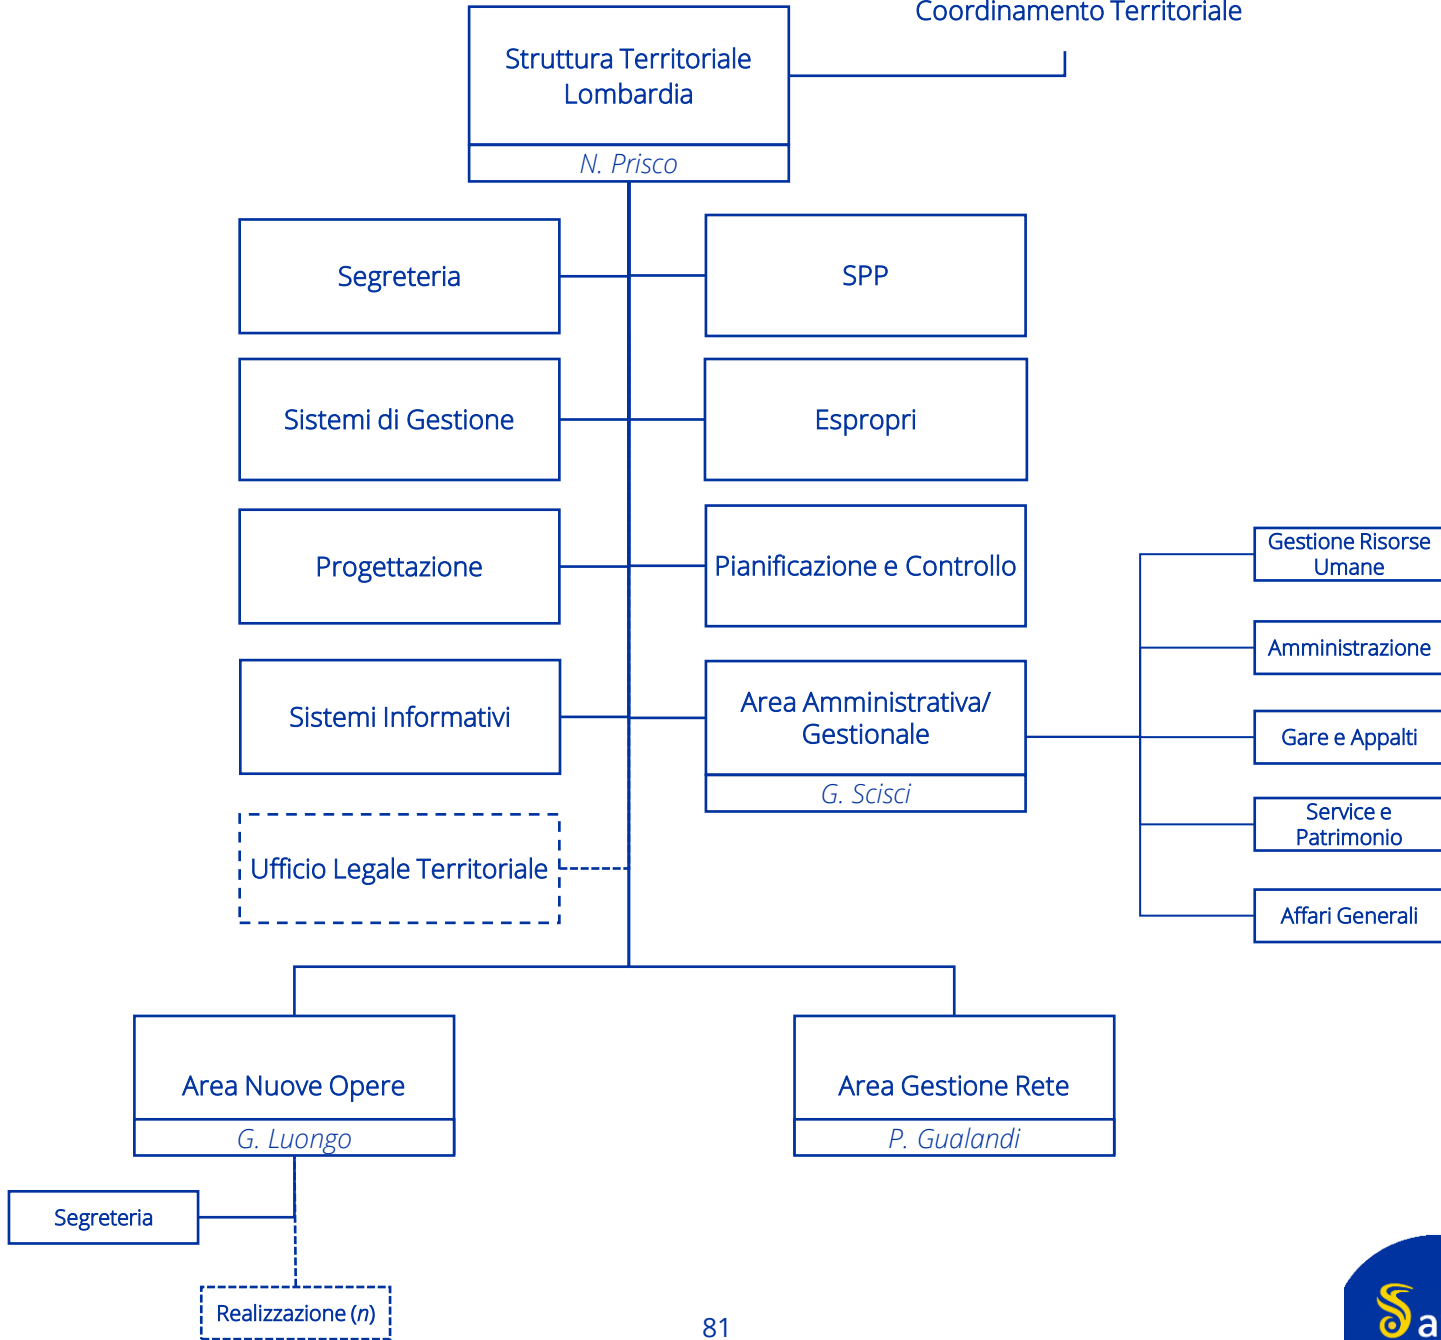 Coordinamento Territoriale
Struttura Territoriale
Lombardia
N. Prisco
Segreteria
SPP
Sistemi di Gestione
Espropri
Progettazione
Pianificazione e Controllo
Gestione Risorse
Umane
Amministrazione
Sistemi Informativi
Area Amministrativa/
Gestionale
G. Scisci
Gare e Appalti
Service e
Patrimonio
Ufficio Legale Territoriale
Affari Generali
Area Nuove Opere
G. Luongo
Area Gestione Rete
P. Gualandi
Segreteria
Realizzazione (n)
81
a